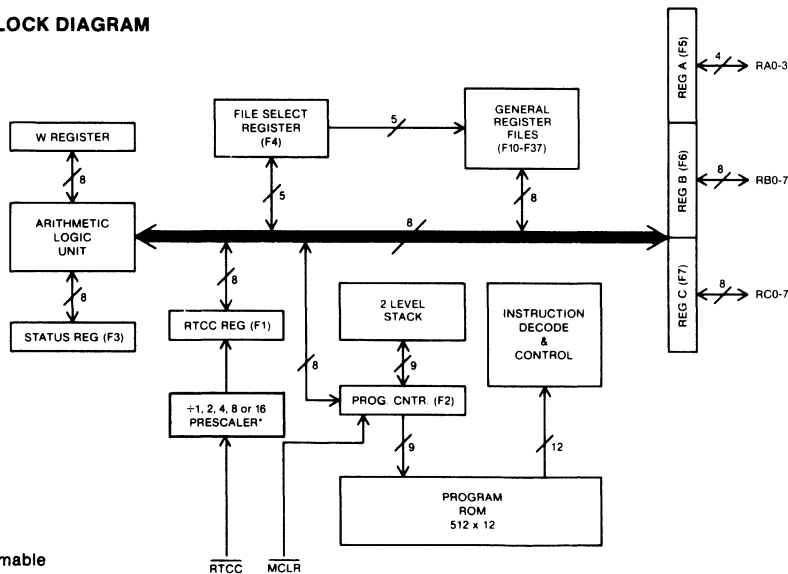 LOCK DIAGRAM
W REGISTER
8
ARITHMETIC
LOGIC
UNIT
8
STATUS REG (F3)
FILE SELECT
REGISTER
(F4)
5
5
GENERAL
REGISTER
FILES
(F10-F37)
8
8
REG A (F5)
4
RA0-3
REG B (F6)
8
RB0-7
REG C (F7)
8
RC0-7
8
RTCC REG (F1)
÷1, 2, 4, 8 or 16
PRESCALER*
8
2 LEVEL
STACK
9
PROG. CNTR. (F2)
9
INSTRUCTION
DECODE
&
CONTROL
12
PROGRAM
ROM
512 x 12
mable
RTCC
MCLR